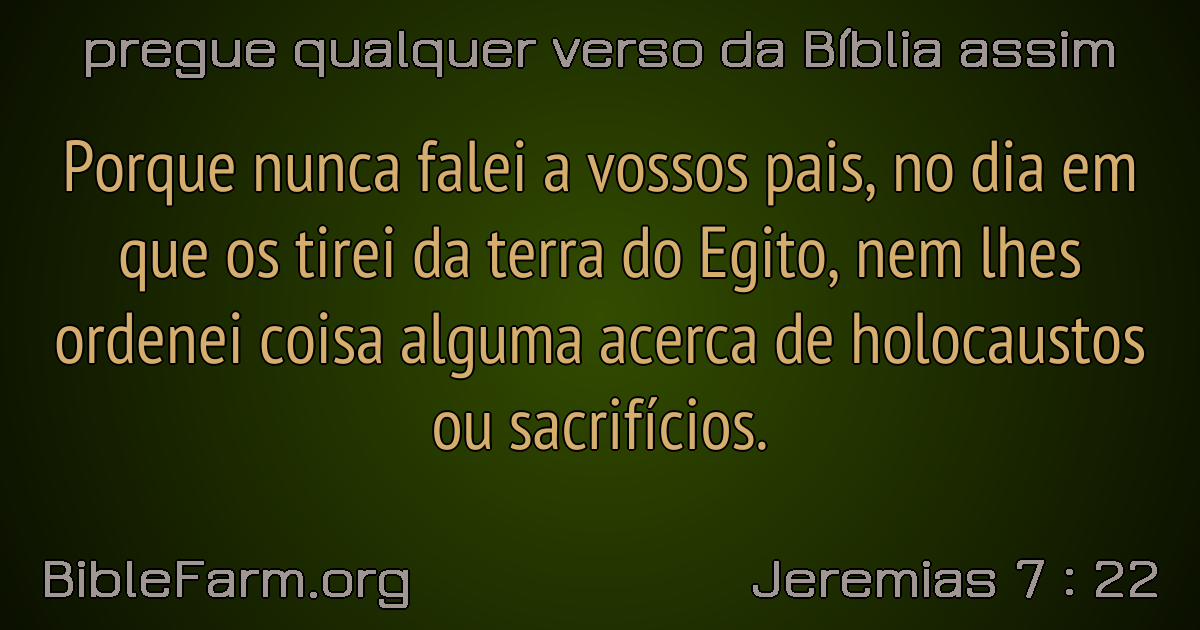 pregue qualquer verso da Bíblia assim
Porque nunca falei a vossos pais, no dia em
que os tirei da terra do Egito, nem lhes
ordenei coisa alguma acerca de holocaustos
ou sacrifícios.
BibleFarm.org
Jeremias 7 : 22